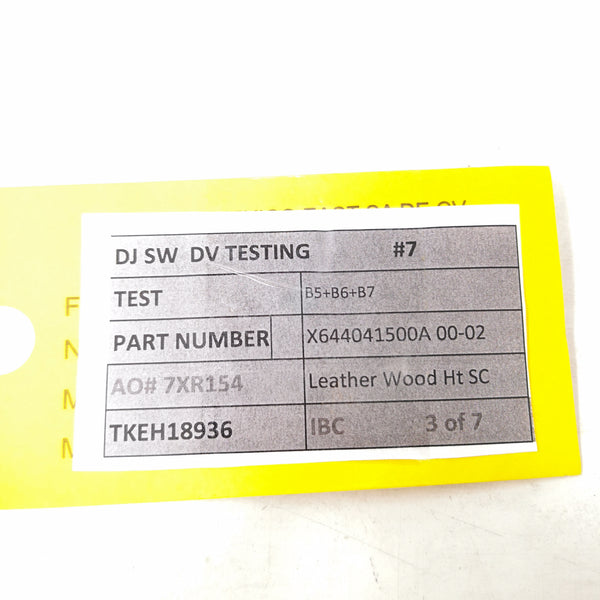 DJ SW DV TESTING #7
TEST B5+B6+B7
PART NUMBER X644041500A 00-02
AO# 7XR154 Leather Wood Ht SC
TKEH18936 IBC 3 of 7